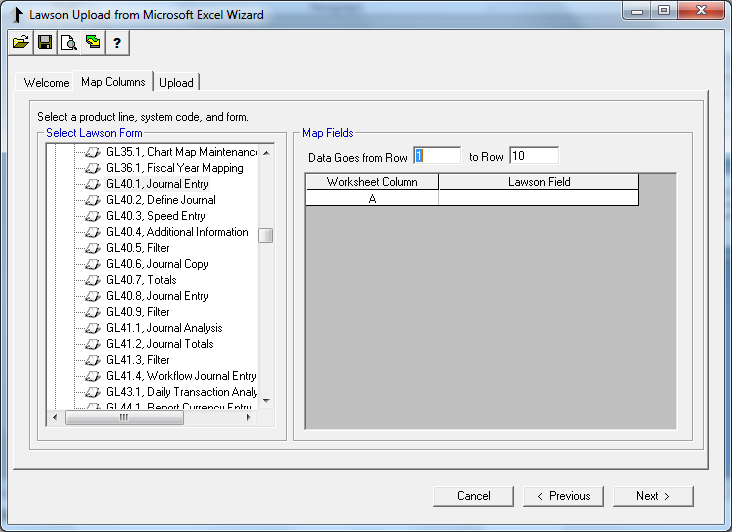 Lawson Upload from Microsoft Excel Wizard
?
Welcome Map Columns Upload
Select a product line, system code, and form.
Select Lawson Form
GL35.1, Chart Map Maintenance
GL36.1, Fiscal Year Mapping
GL40.1, Journal Entry
GL40.2, Define Journal
GL40.3, Speed Entry
GL40.4, Additional Information
GL40.5, Filter
GL40.6, Journal Copy
GL40.7, Totals
GL40.8, Journal Entry
GL40.9, Filter
GL41.1, Journal Analysis
GL41.2, Journal Totals
GL41.3, Filter
GL41.4, Workflow Journal Entry
GL43.1, Daily Transaction Analy
GL44.1, Report Currency Entry
Map Fields
Data Goes from Row 1 to Row 10
Worksheet Column Lawson Field
A
Cancel < Previous Next >